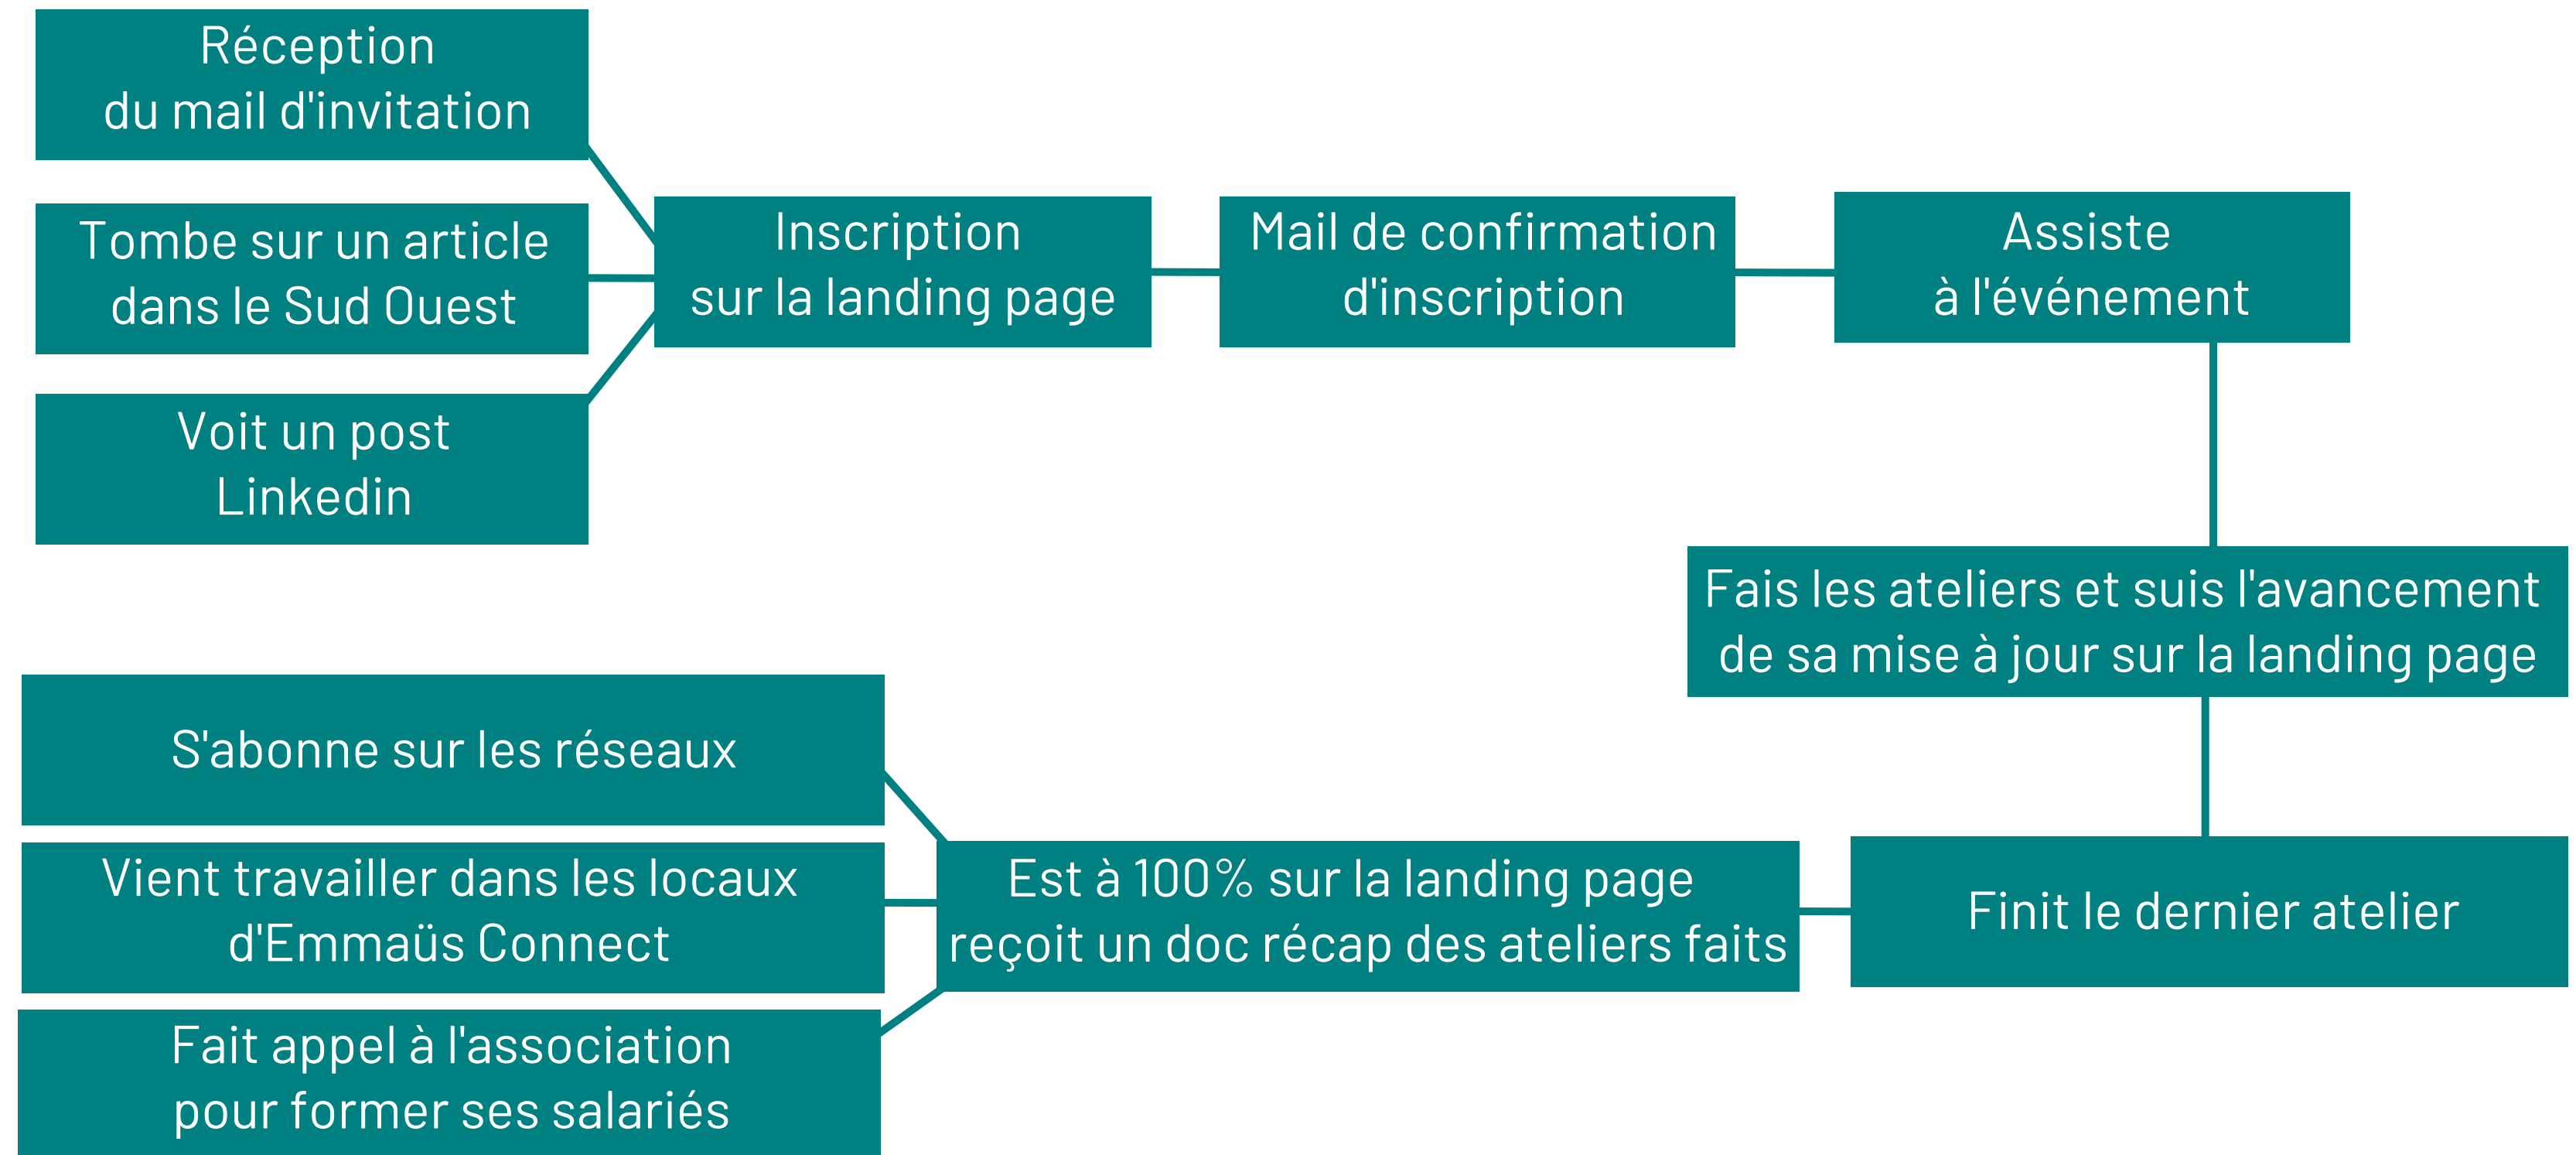 Réception
du mail d'invitation
Tombe sur un article
dans le Sud Ouest
Voit un post
Linkedin
Inscription
sur la landing page
Mail de confirmation
d'inscription
Assiste
à l'événement
Fais les ateliers et suis l'avancement
de sa mise à jour sur la landing page
Finit le dernier atelier
Est à 100% sur la landing page
reçoit un doc récap des ateliers faits
S'abonne sur les réseaux
Vient travailler dans les locaux
d'Emmaüs Connect
Fait appel à l'association
pour former ses salariés